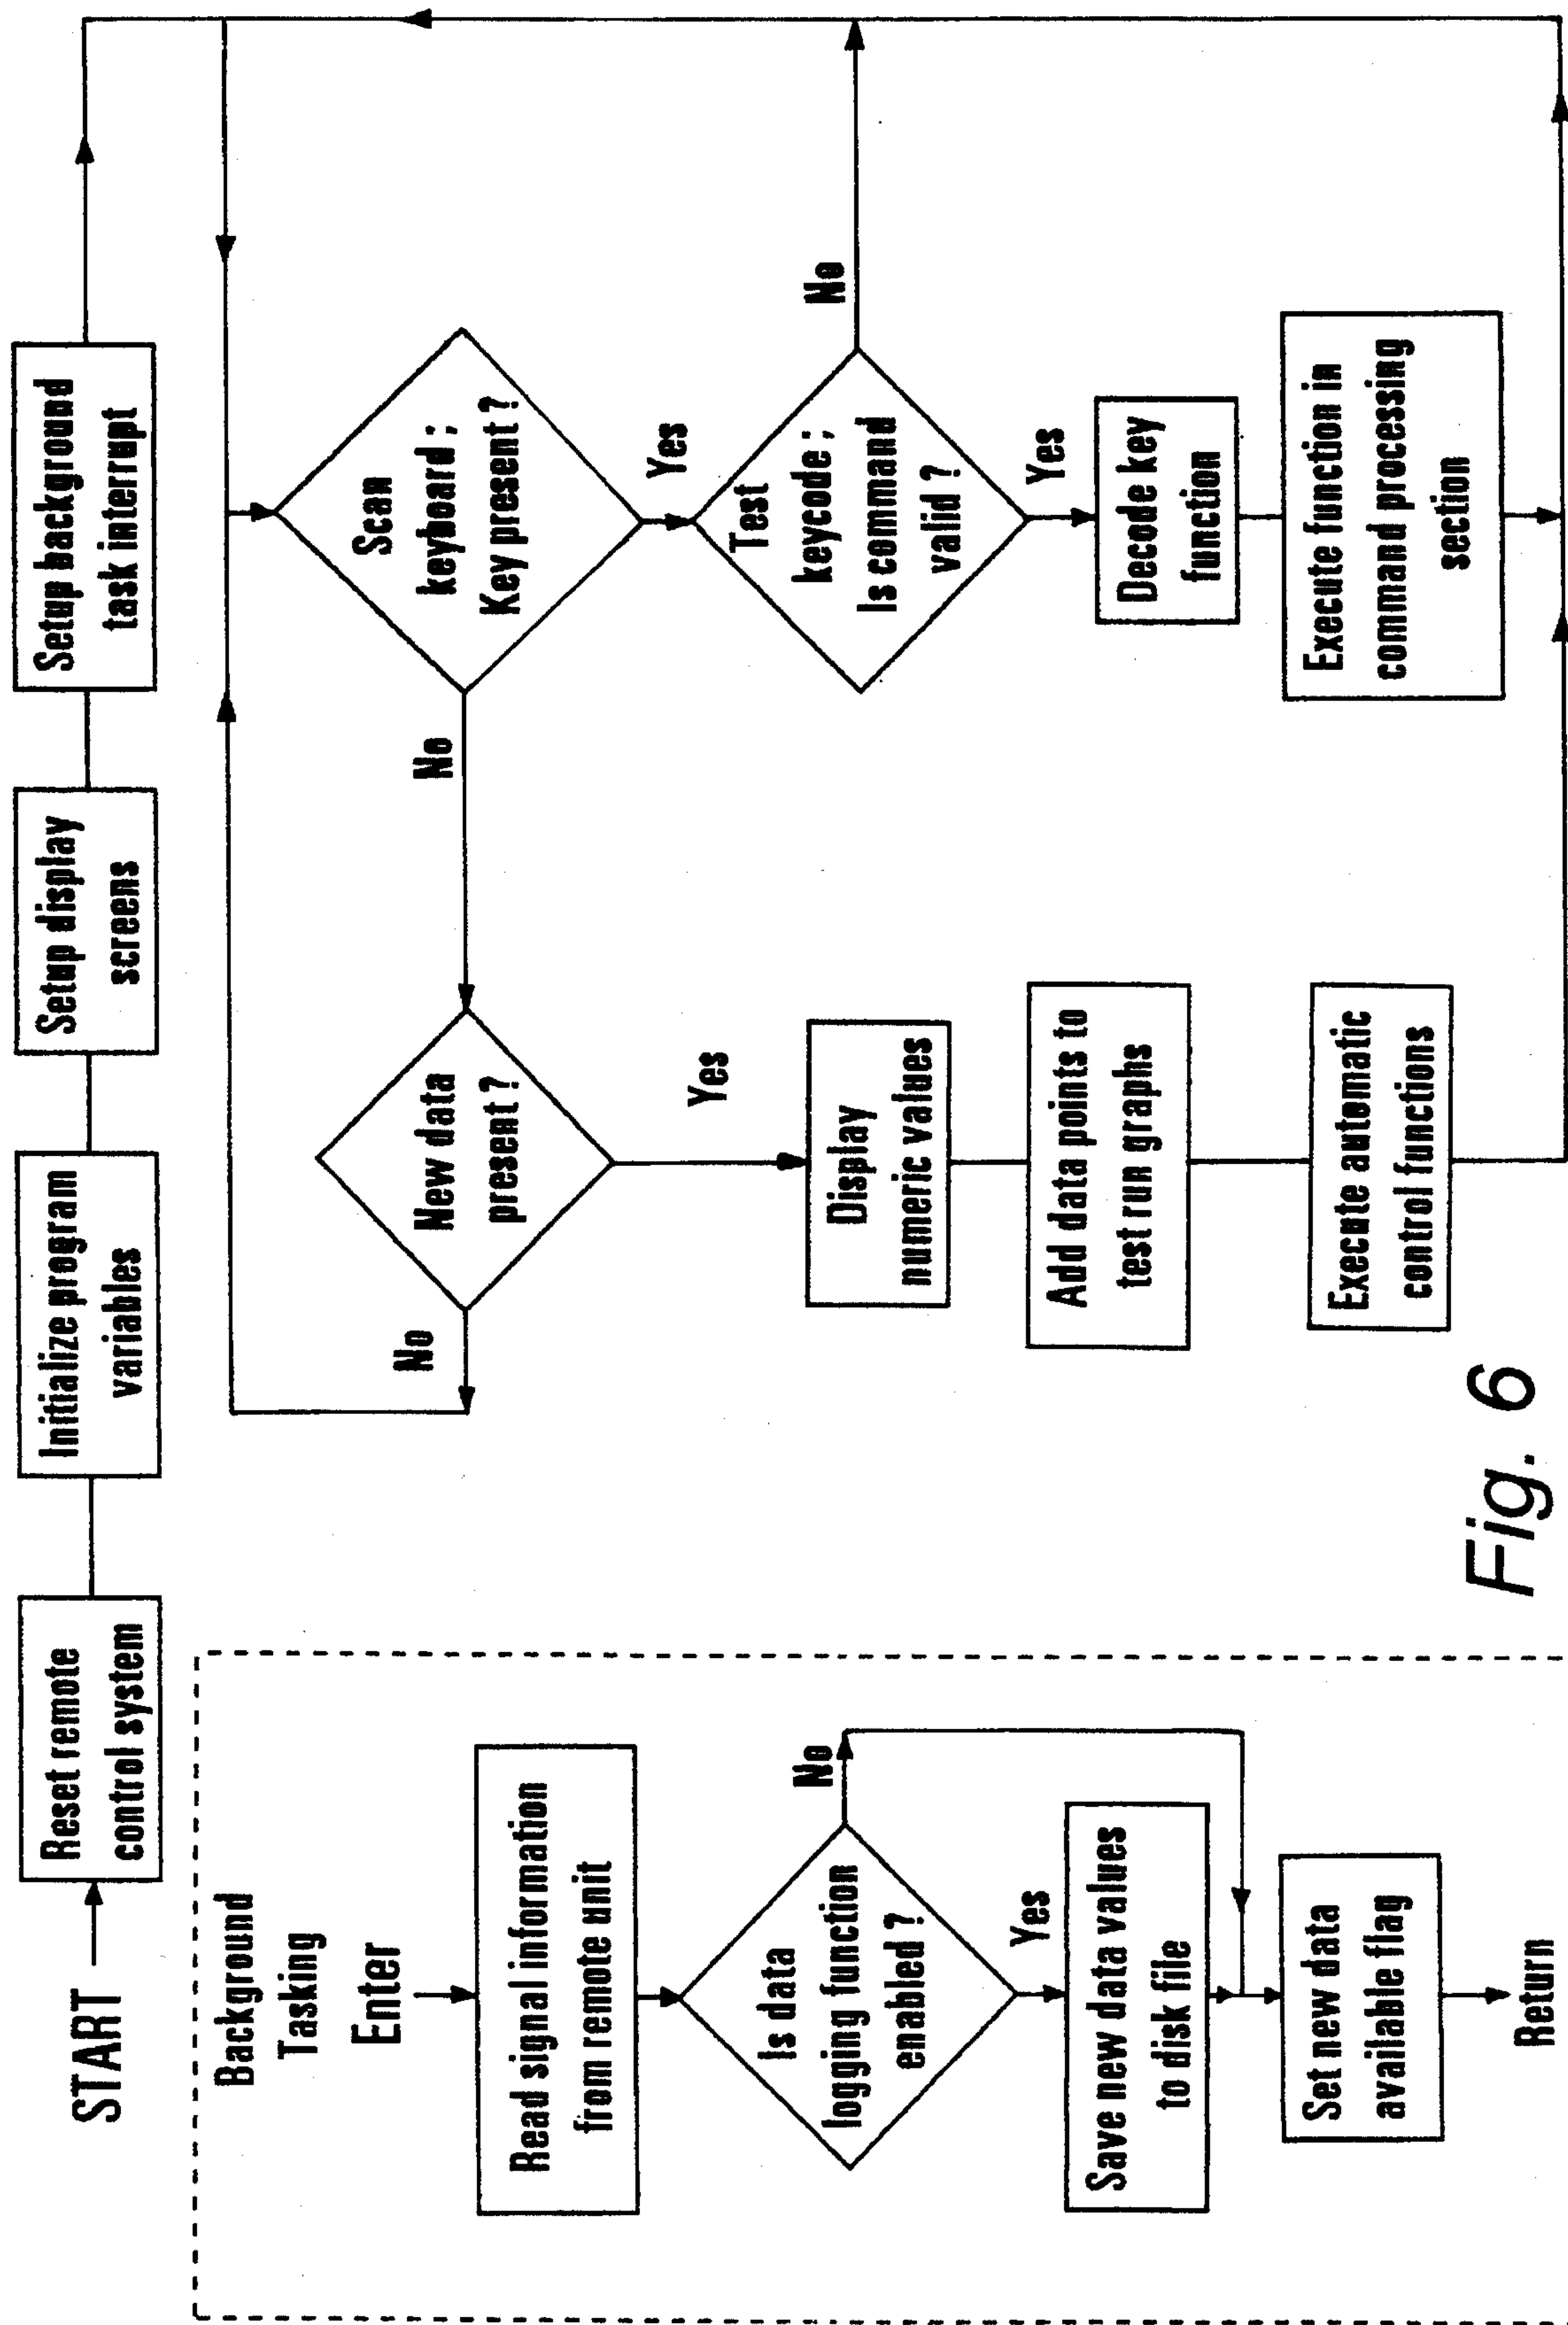 START
Reset remote
control system
Initialize program
variables
Setup display
screens
Setup background
task interrupt
Background
Tasking
Enter
Read signal information
from remote unit
Is data
logging function
enabled ?
No
Yes
Save new data values
to disk file
Set new data
available flag
Return
Scan
keyboard ;
Key present ?
No
Yes
New data
present ?
No
Yes
Display
numeric values
Add data points to
test run graphs
Execute automatic
control functions
Test
keycode ;
Is command
valid ?
No
Yes
Decode key
function
Execute function in
command processing
section
Fig. 6